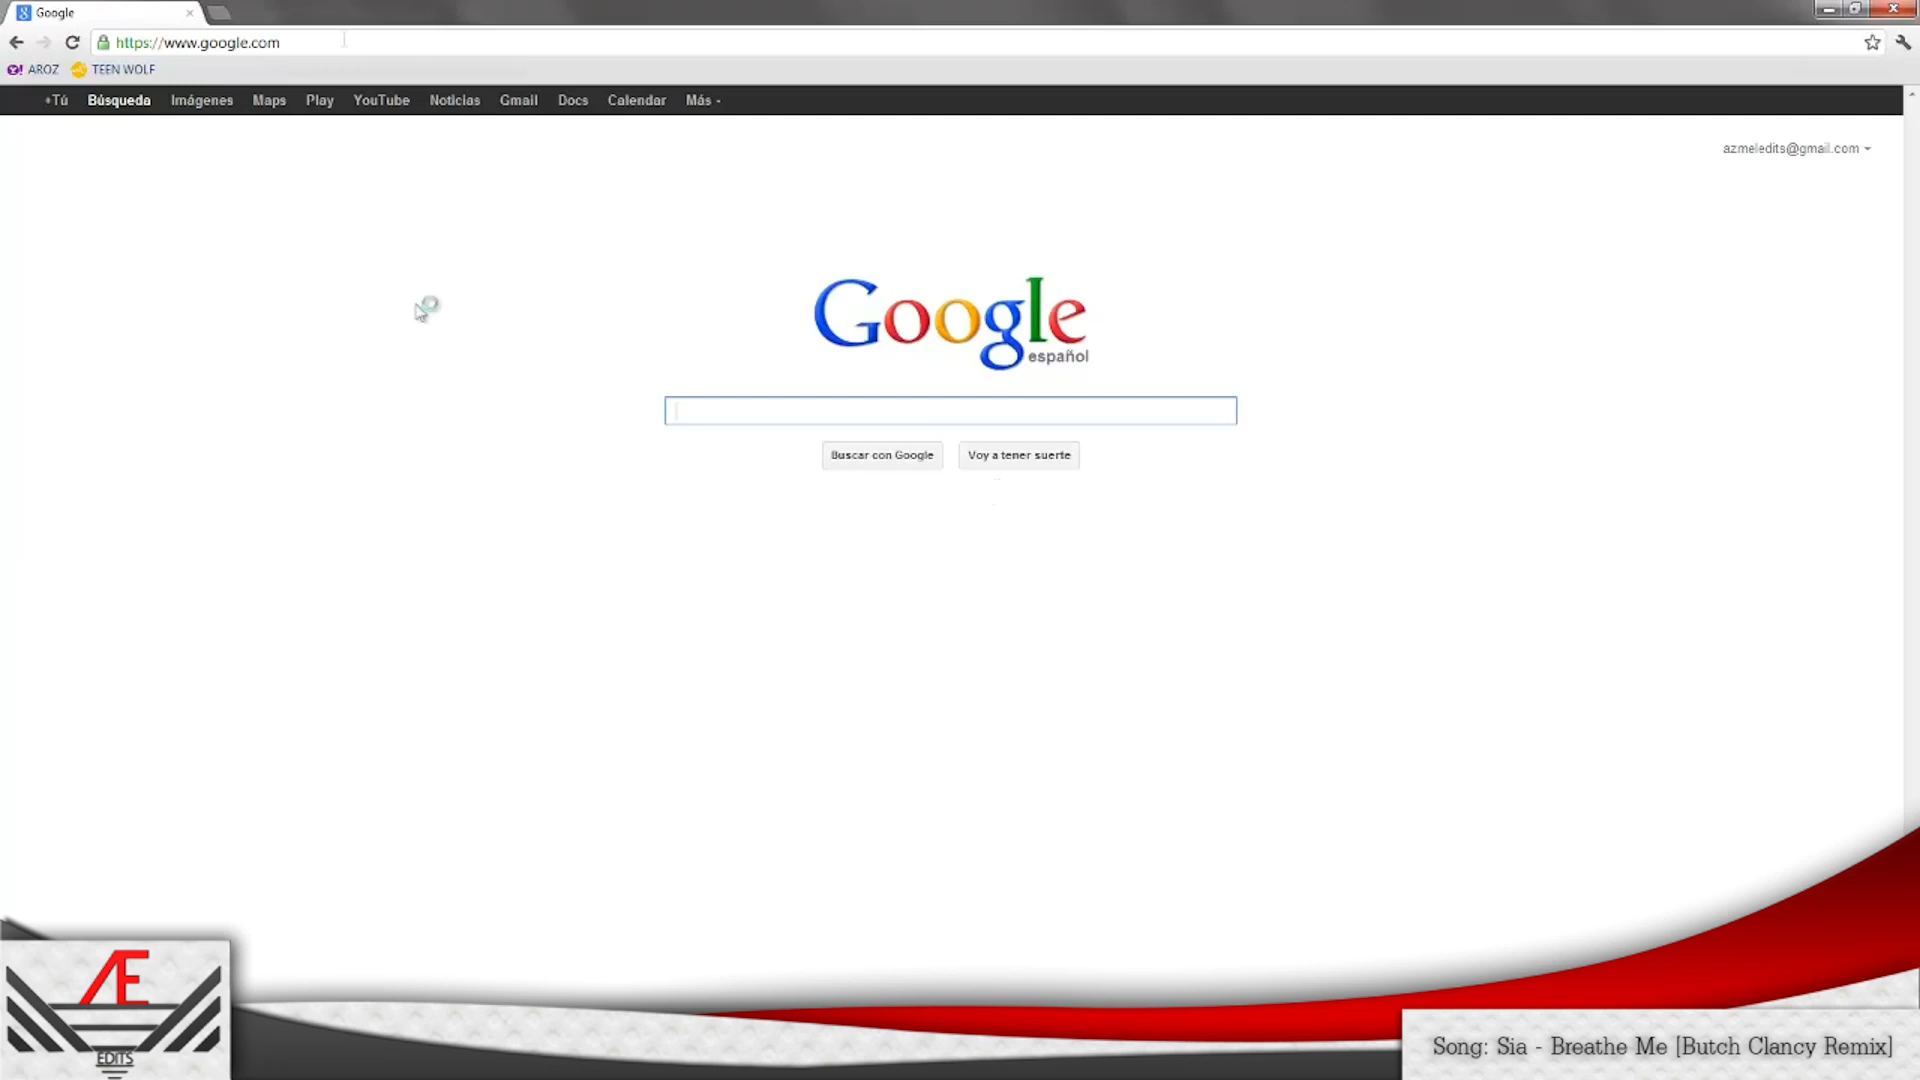 Google
https://www.google.com
AROZ TEEN WOLF
+Tú Búsqueda Imágenes Maps Play YouTube Noticias Gmail Docs Calendar Más
azmeledits@gmail.com
Google
español
Buscar con Google Voy a tener suerte
Æ
EDITS
Song: Sia - Breathe Me [Butch Clancy Remix]